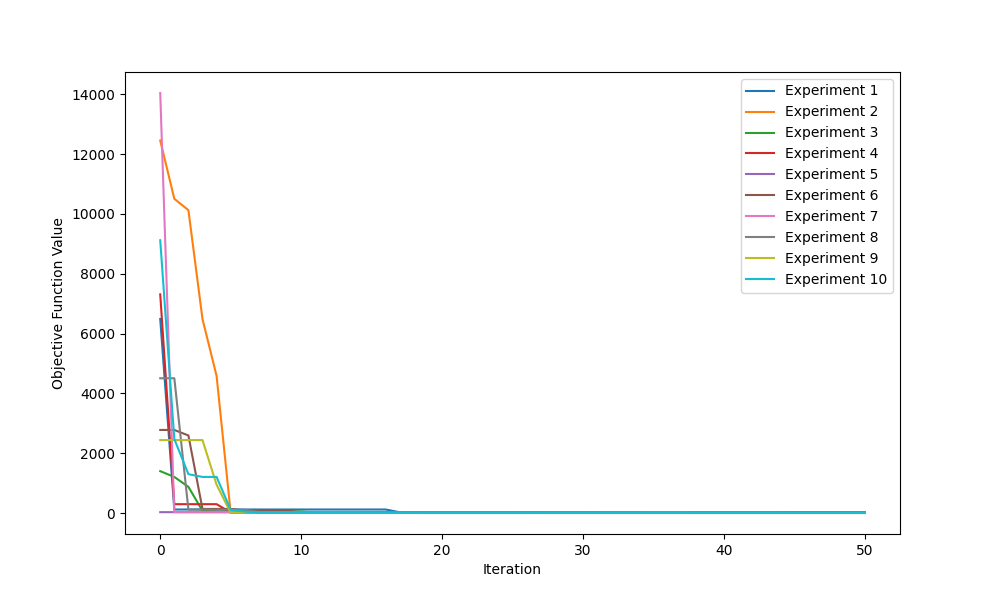 14000
12000
10000
8000
6000
4000
2000
0
Objective Function Value
0
10
20
30
40
50
Iteration
Experiment 1
Experiment 2
Experiment 3
Experiment 4
Experiment 5
Experiment 6
Experiment 7
Experiment 8
Experiment 9
Experiment 10